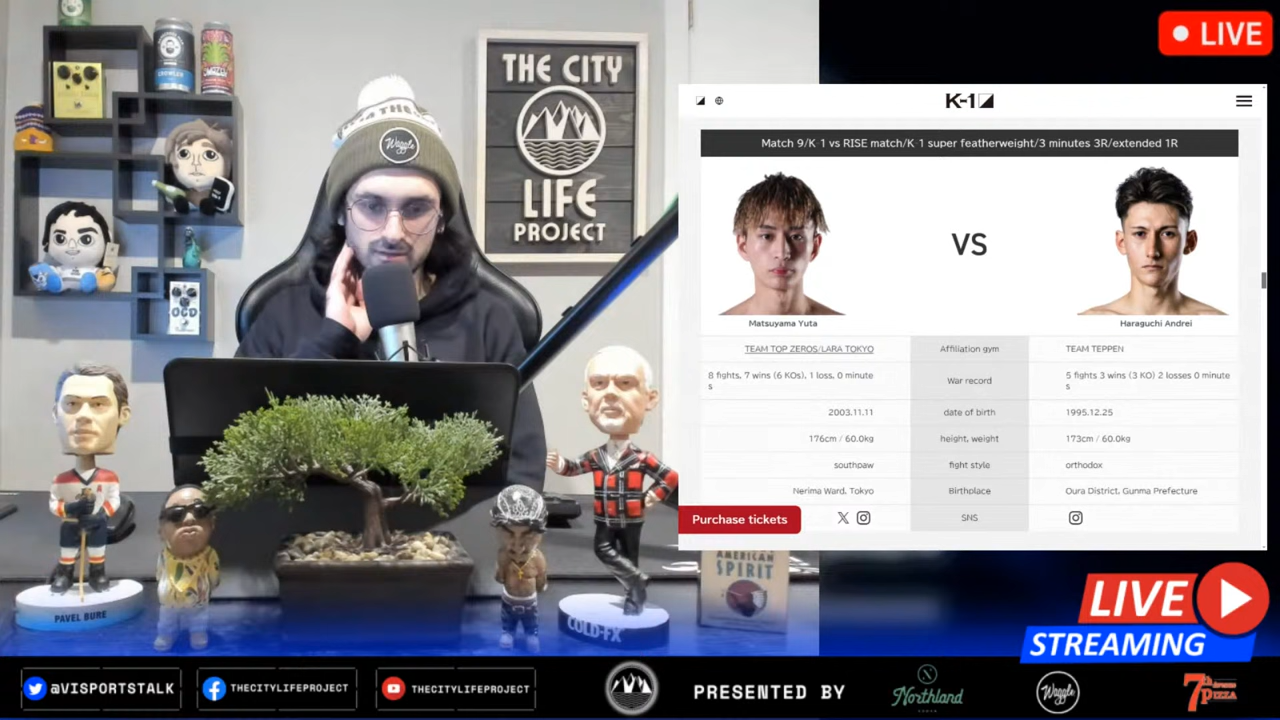 LIVE
THE CITY
LIFE
PROJECT
Waggle
OCD
K-1
Match 9/K-1 vs RISE match/K-1 super featherweight/3 minutes 3R/extended 1R
VS
Matsuyama Yuta
Haraguchi Andrei
TEAM TOP ZEROS/LARA TOKYO
Affiliation gym
TEAM TEPPEN
8 fights, 7 wins (6 KOs), 1 loss, 0 minute
s
War record
5 fights 3 wins (3 KO) 2 losses 0 minute
s
2003.11.11
date of birth
1995.12.25
176cm / 60.0kg
height, weight
173cm / 60.0kg
southpaw
fight style
orthodox
Nerima Ward, Tokyo
Birthplace
Oura District, Gunma Prefecture
SNS
Purchase tickets
PAVEL BURE
COLD-FX
AMERICAN
SPIRIT
LIVE
STREAMING
@VISPORTSTALK
THECITYLIFEPROJECT
THECITYLIFEPROJECT
PRESENTED BY
Northland
Waggle
7th
PIZZA